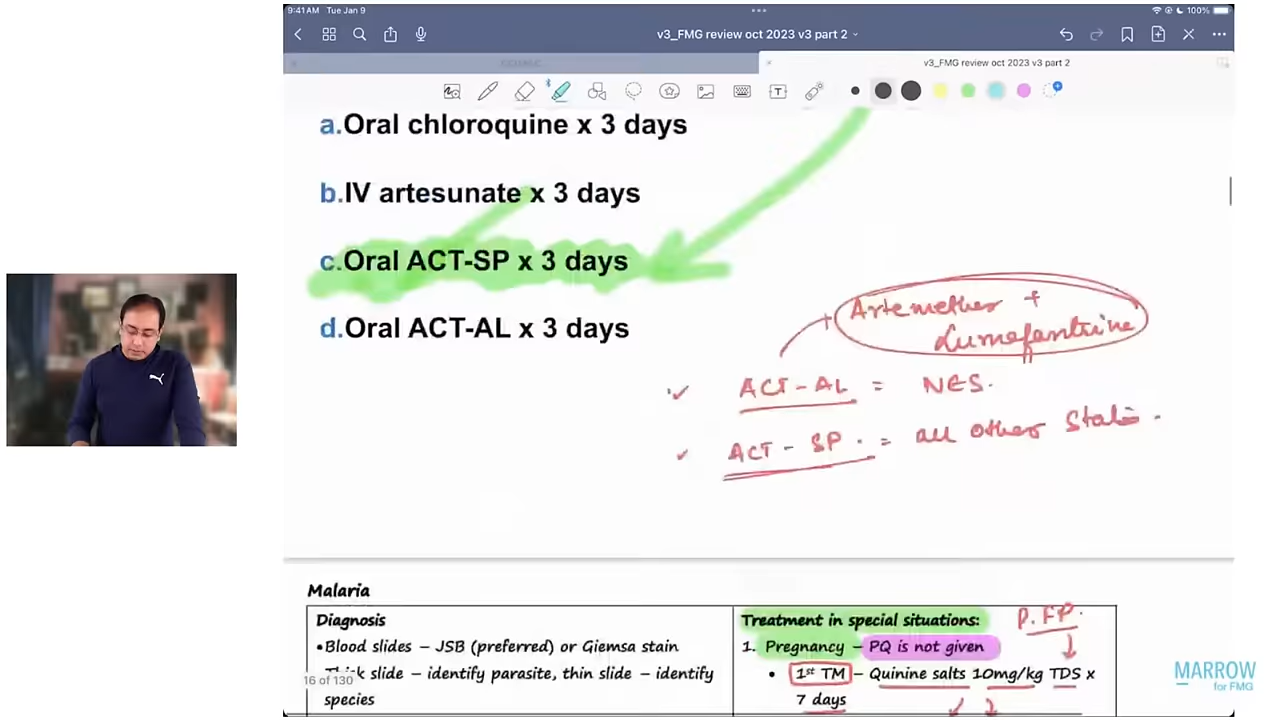 9:41 AM Tue Jan 9
100%
v3_FMG review oct 2023 v3 part 2
v3_FMG review oct 2023 v3 part 2
a.Oral chloroquine x 3 days
b.IV artesunate x 3 days
c.Oral ACT-SP x 3 days
d.Oral ACT-AL x 3 days
Artemether +
Lumefantrine
ACT-AL = NES.
ACT - SP. = all other States.
Malaria
Diagnosis
•Blood slides – JSB (preferred) or Giemsa stain
k slide – identify parasite, thin slide – identify
species
16 of 130
Treatment in special situations:
P.FP.
1. Pregnancy – PQ is not given
• 1st TM – Quinine salts 10mg/kg TDS x
7 days
MARROW
for FMG